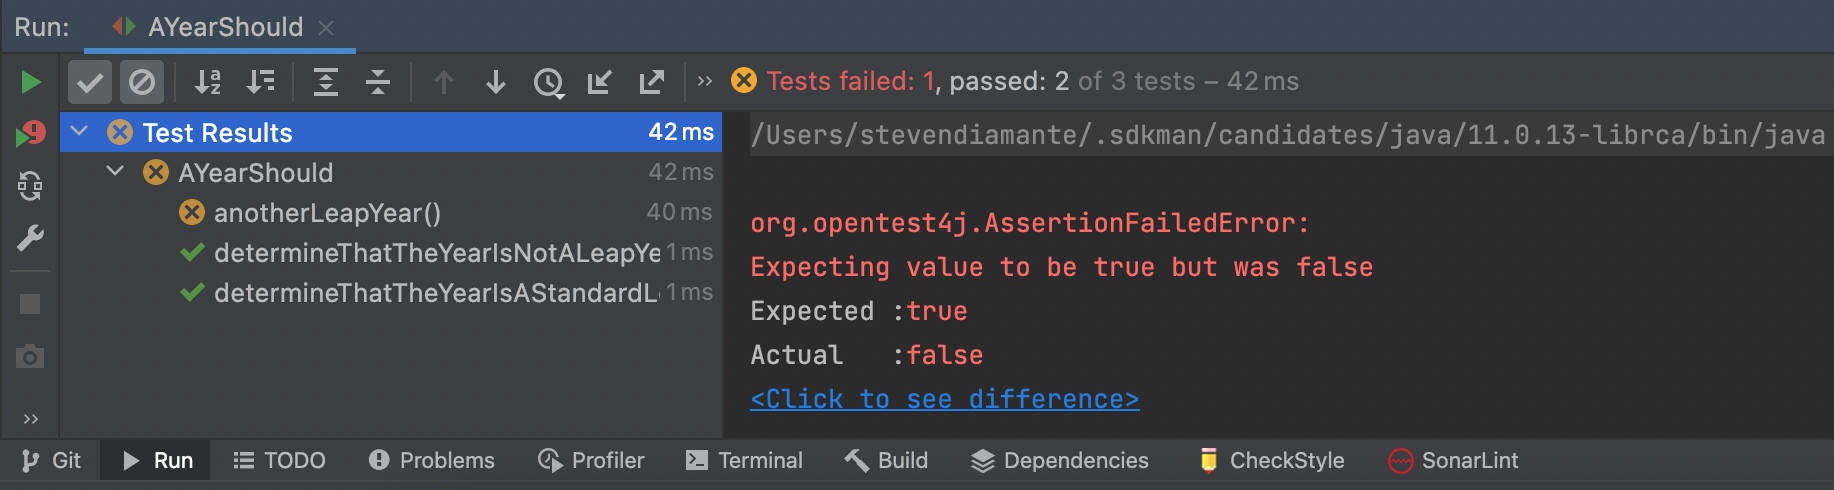 Run: AYearShould
Tests failed: 1, passed: 2 of 3 tests – 42 ms
Test Results 42 ms
AYearShould 42 ms
anotherLeapYear() 40 ms
determineThatTheYearIsNotALeapYe 1 ms
determineThatTheYearIsAStandardL 1 ms
/Users/stevendiamante/.sdkman/candidates/java/11.0.13-librca/bin/java
org.opentest4j.AssertionFailedError:
Expecting value to be true but was false
Expected :true
Actual   :false
<Click to see difference>
Git Run TODO Problems Profiler Terminal Build Dependencies CheckStyle SonarLint